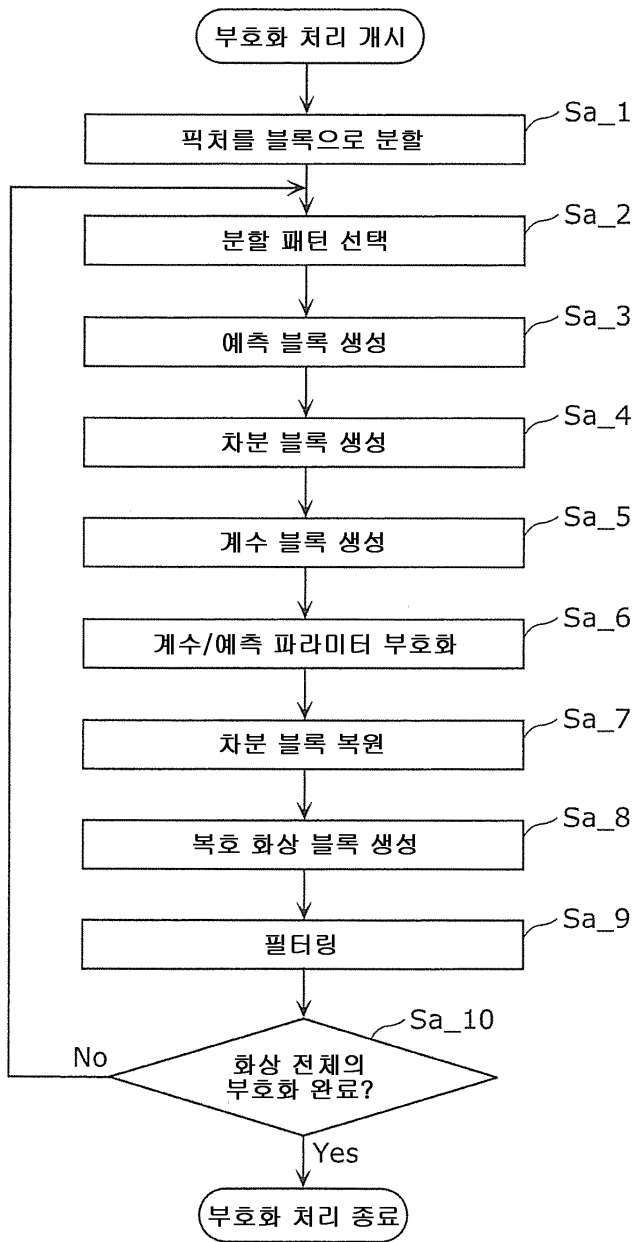 부호화 처리 개시
Sa_1
픽처를 블록으로 분할
Sa_2
분할 패턴 선택
Sa_3
예측 블록 생성
Sa_4
차분 블록 생성
Sa_5
계수 블록 생성
Sa_6
계수/예측 파라미터 부호화
Sa_7
차분 블록 복원
Sa_8
복호 화상 블록 생성
Sa_9
필터링
Sa_10
No
화상 전체의
부호화 완료?
Yes
부호화 처리 종료